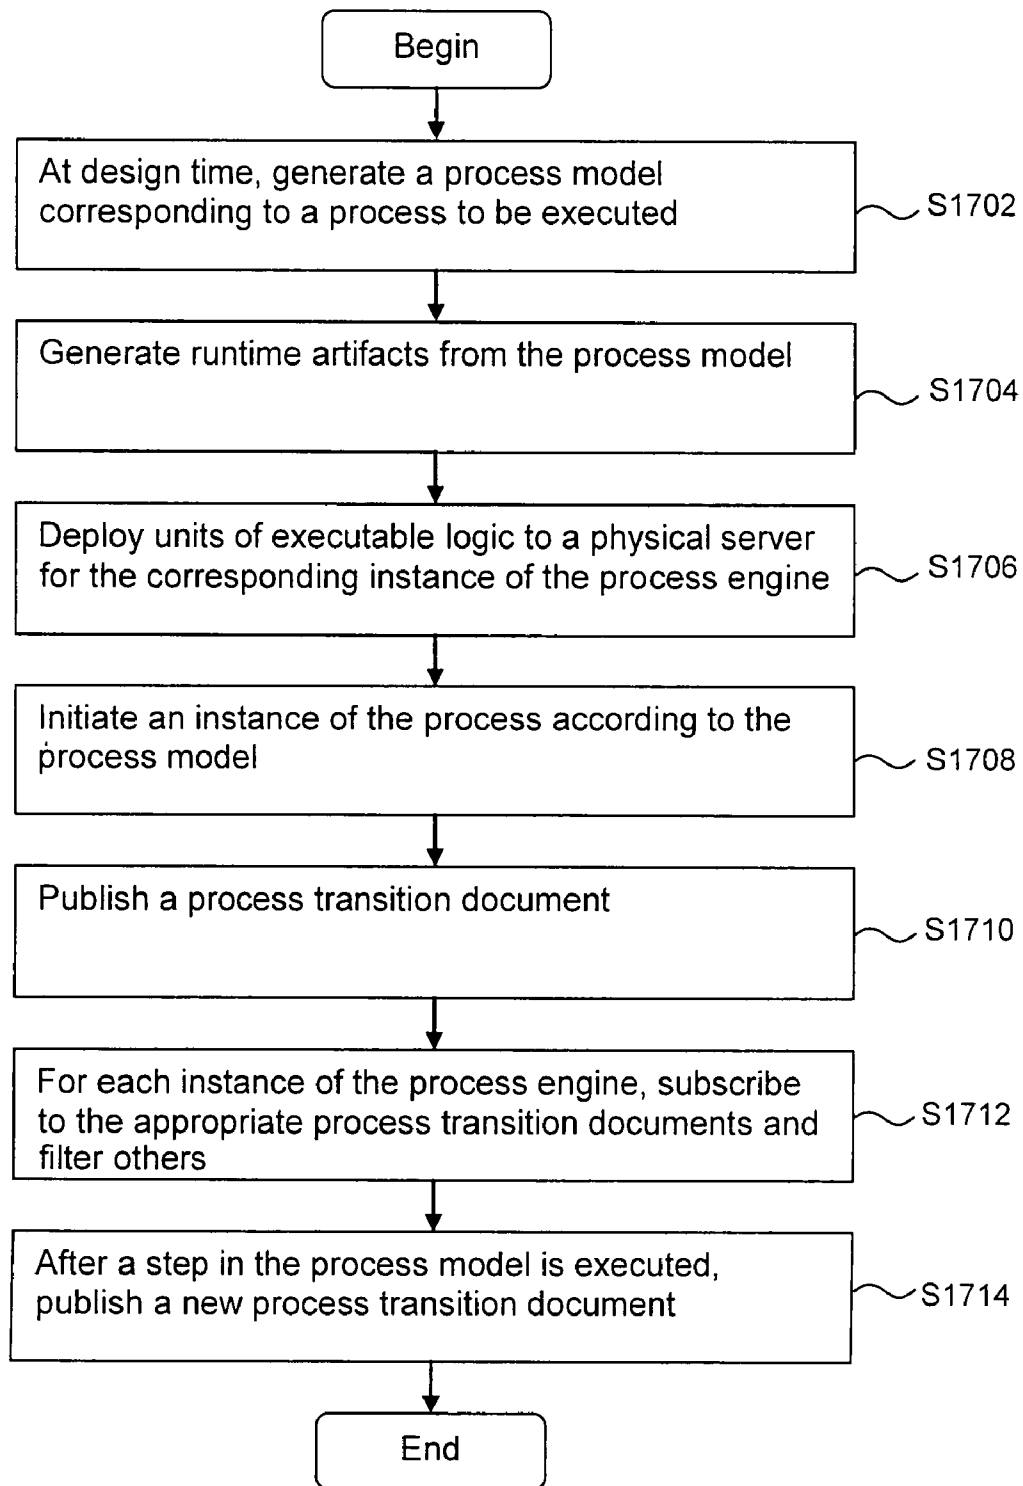 Begin
At design time, generate a process model
corresponding to a process to be executed
S1702
Generate runtime artifacts from the process model
S1704
Deploy units of executable logic to a physical server
for the corresponding instance of the process engine
S1706
Initiate an instance of the process according to the
process model
S1708
Publish a process transition document
S1710
For each instance of the process engine, subscribe
to the appropriate process transition documents and
filter others
S1712
After a step in the process model is executed,
publish a new process transition document
S1714
End